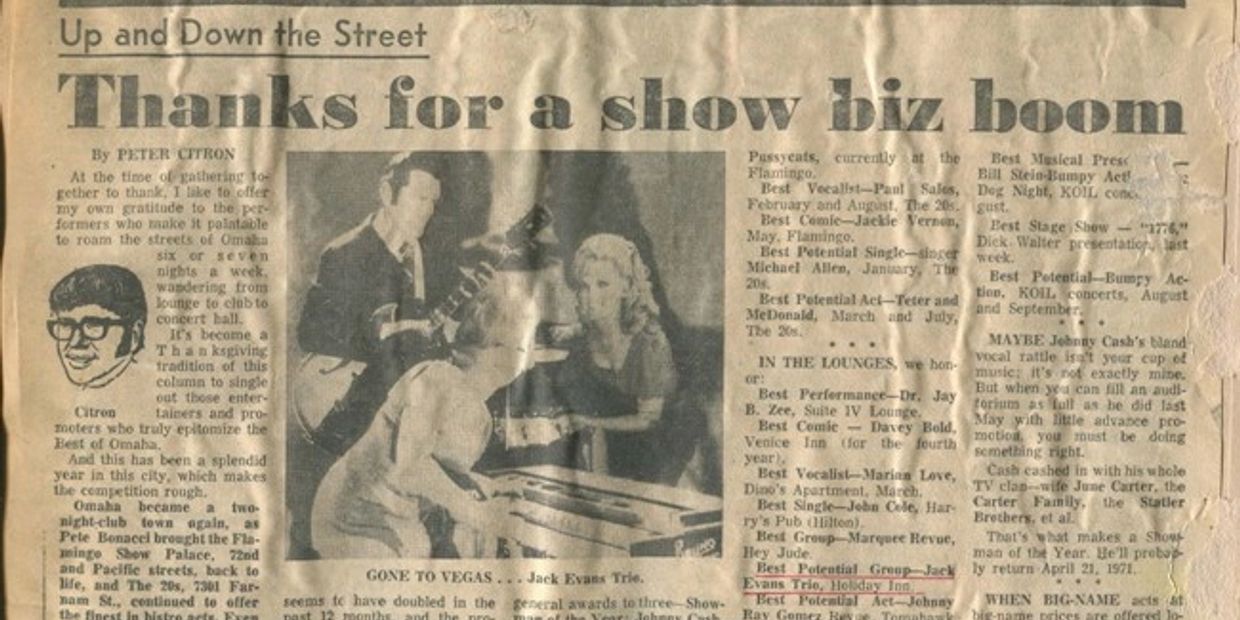 Up and Down the Street
Thanks for a show biz boom
By PETER CITRON
At the time of gathering to-
gether to thank, I like to offer
my own gratitude to the per-
formers who make it palatable
to roam the streets of Omaha
six or seven
nights a week,
wandering from
lounge to club to
concert hall.
It's become a
Thanksgiving
tradition of this
column to single
out those enter-
Citron
tainers and pro-
moters who truly epitomize the
Best of Omaha.
And this has been a splendid
year in this city, which makes
the competition rough.
Omaha became a two-
night-club town again, as
Pete Bonacci brought the Fla-
mingo Show Palace, 72nd
and Pacific streets, back to
life, and The 20s, 7301 Far-
nam St., continued to offer
the finest in bistro acts. Even
GONE TO VEGAS . . . Jack Evans Trio.
seems to have doubled in the
past 12 months, and the pro-
general awards to three—Show-
man of the Year: Johnny Cash
Pussycats, currently at the
Flamingo.
Best Vocalist—Paul Sales,
February and August, The 20s.
Best Comic—Jackie Vernon,
May, Flamingo.
Best Potential Single—singer
Michael Allen, January, The
20s.
Best Potential Act—Teter and
McDonald, March and July,
The 20s.
* * *
IN THE LOUNGES, we hon-
or:
Best Performance—Dr. Jay
B. Zee, Suite IV Lounge.
Best Comic — Davey Bold,
Venice Inn (for the fourth
year).
Best Vocalist—Marian Love,
Dino's Apartment, March.
Best Single—John Cole, Har-
ry's Pub (Hilton).
Best Group—Marquee Revue,
Hey Jude.
Best Potential Group—Jack
Evans Trio, Holiday Inn.
Best Potential Act—Johnny
Ray Gomez Revue, Tomahawk
Best Musical
Bill Stein-Bumpy
Dog Night, KOIL
gust.
Best Stage Show — "1776,"
Dick Walter presentation, last
week.
Best Potential—Bumpy Ac-
tion, KOIL concerts, August
and September.
* * *
MAYBE Johnny Cash's bland
vocal rattle isn't your cup of
music; it's not exactly mine.
But when you can fill an audi-
torium as full as he did last
May with little advance pro-
motion, you must be doing
something right.
Cash cashed in with his whole
TV clan—wife June Carter, the
Carter Family, the Statler
Brothers, et al.
That's what makes a Show-
man of the Year. He'll probab-
ly return April 21, 1971.
* * *
WHEN BIG-NAME acts at
big-name prices are offered lo-